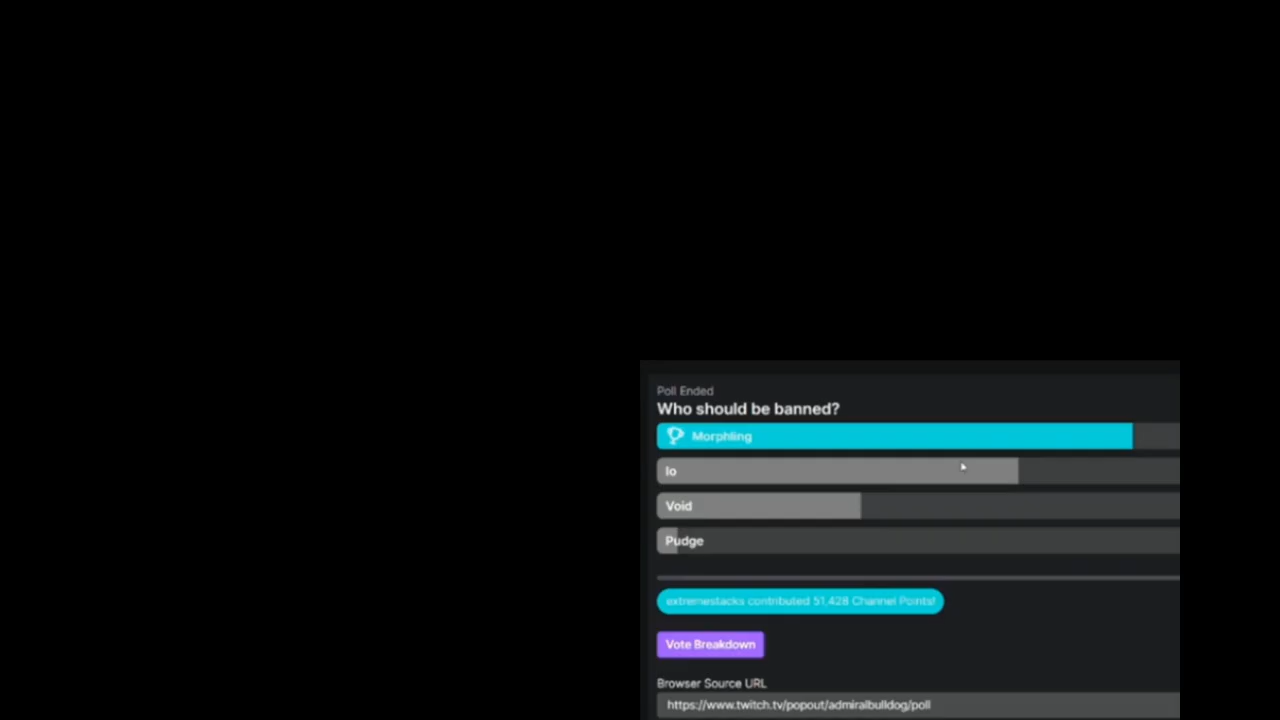 Poll Ended
Who should be banned?
Morphling
Io
Void
Pudge
extremestacks contributed 51,428 Channel Points!
Vote Breakdown
Browser Source URL
https://www.twitch.tv/popout/admiralbulldog/poll